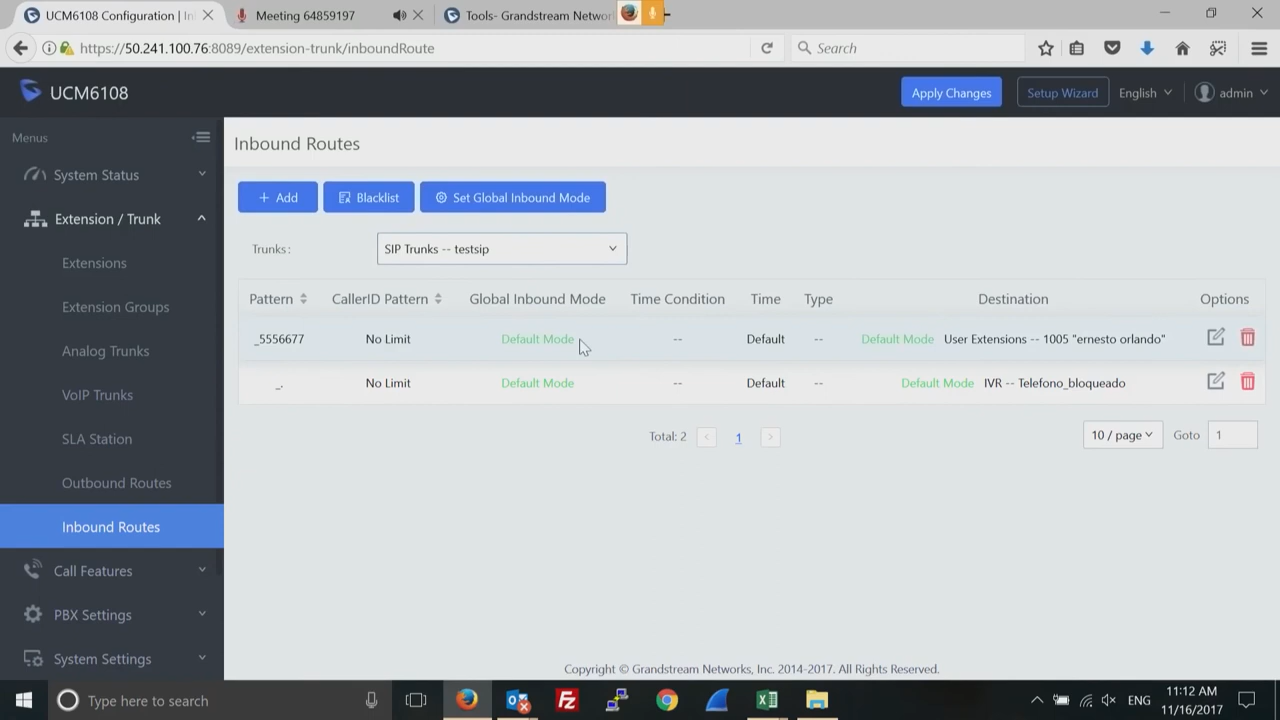 UCM6108 Configuration | In
Meeting 64859197
Tools- Grandstream Networ
https://50.241.100.76:8089/extension-trunk/inboundRoute
Search
UCM6108
Apply Changes
Setup Wizard
English
admin
Menus
System Status
Extension / Trunk
Extensions
Extension Groups
Analog Trunks
VoIP Trunks
SLA Station
Outbound Routes
Inbound Routes
Call Features
PBX Settings
System Settings
Inbound Routes
+ Add
Blacklist
Set Global Inbound Mode
Trunks:
SIP Trunks -- testsip
Pattern CallerID Pattern Global Inbound Mode Time Condition Time Type Destination Options
_5556677 No Limit Default Mode -- Default -- Default Mode User Extensions -- 1005 "ernesto orlando"
_. No Limit Default Mode -- Default -- Default Mode IVR -- Telefono_bloqueado
Total: 2 < 1 > 10 / page Goto 1
Copyright © Grandstream Networks, Inc. 2014-2017. All Rights Reserved.
Type here to search
ENG
11:12 AM
11/16/2017